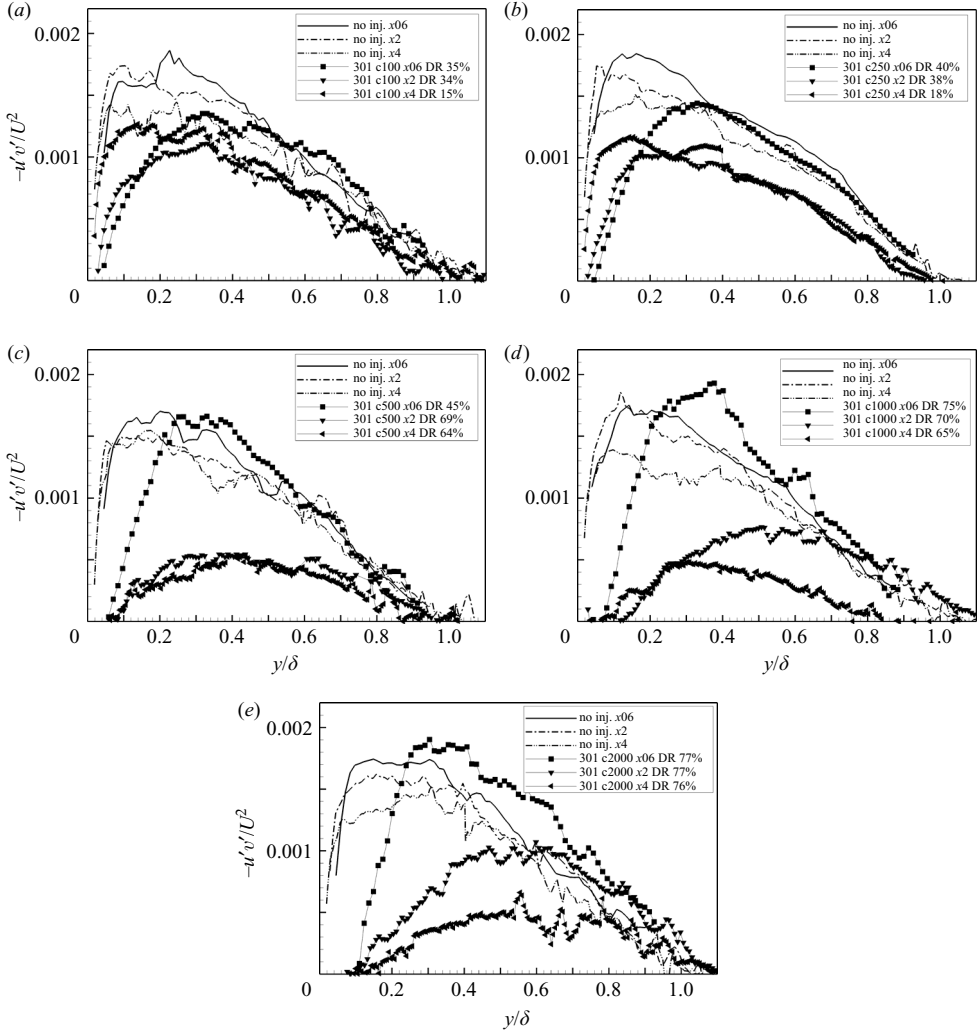 (a)
0.002
0.001
0
−u′v′/U²
no inj. x06
no inj. x2
no inj. x4
301 c100 x06 DR 35%
301 c100 x2 DR 34%
301 c100 x4 DR 15%
0.2 0.4 0.6 0.8 1.0
(b)
0.002
0.001
0
no inj. x06
no inj. x2
no inj. x4
301 c250 x06 DR 40%
301 c250 x2 DR 38%
301 c250 x4 DR 18%
0.2 0.4 0.6 0.8 1.0
(c)
0.002
0.001
0
−u′v′/U²
no inj. x06
no inj. x2
no inj. x4
301 c500 x06 DR 45%
301 c500 x2 DR 69%
301 c500 x4 DR 64%
0.2 0.4 0.6 0.8 1.0
y/δ
(d)
0.002
0.001
0
no inj. x06
no inj. x2
no inj. x4
301 c1000 x06 DR 75%
301 c1000 x2 DR 70%
301 c1000 x4 DR 65%
0.2 0.4 0.6 0.8 1.0
y/δ
(e)
0.002
0.001
0
−u′v′/U²
no inj. x06
no inj. x2
no inj. x4
301 c2000 x06 DR 77%
301 c2000 x2 DR 77%
301 c2000 x4 DR 76%
0.2 0.4 0.6 0.8 1.0
y/δ